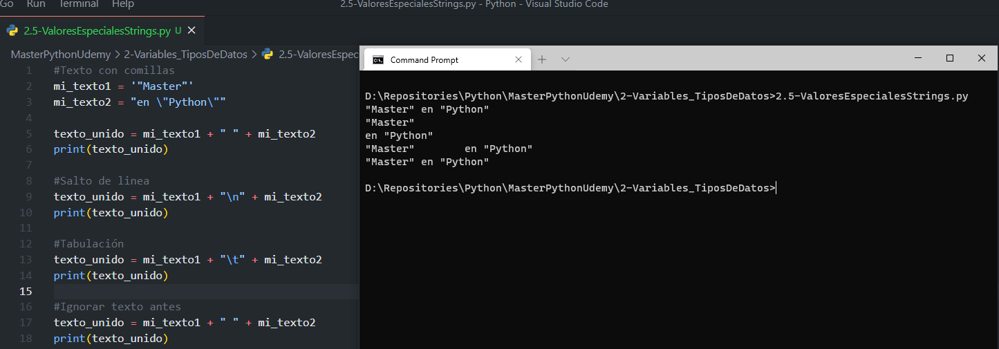 Go Run Terminal Help 2.5-ValoresEspecialesStrings.py - Python - Visual Studio Code
2.5-ValoresEspecialesStrings.py U
MasterPythonUdemy > 2-Variables_TiposDeDatos > 2.5-ValoresEspec
1 #Texto con comillas
2 mi_texto1 = '"Master"'
3 mi_texto2 = "en \"Python\""
4
5 texto_unido = mi_texto1 + " " + mi_texto2
6 print(texto_unido)
7
8 #Salto de linea
9 texto_unido = mi_texto1 + "\n" + mi_texto2
10 print(texto_unido)
11
12 #Tabulación
13 texto_unido = mi_texto1 + "\t" + mi_texto2
14 print(texto_unido)
15
16 #Ignorar texto antes
17 texto_unido = mi_texto1 + " " + mi_texto2
18 print(texto_unido)
Command Prompt
D:\Repositories\Python\MasterPythonUdemy\2-Variables_TiposDeDatos>2.5-ValoresEspecialesStrings.py
"Master" en "Python"
"Master"
en "Python"
"Master"        en "Python"
"Master" en "Python"
D:\Repositories\Python\MasterPythonUdemy\2-Variables_TiposDeDatos>